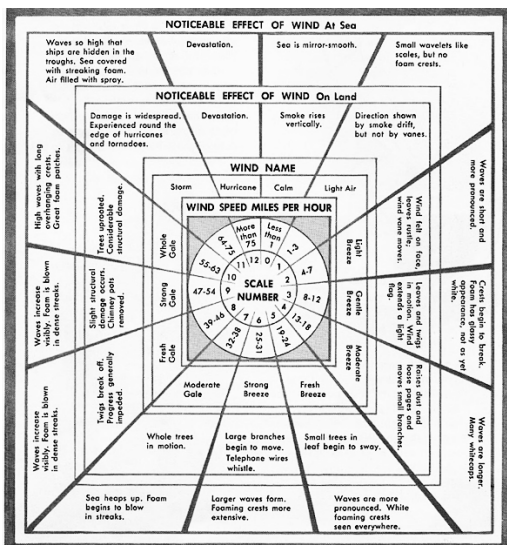 NOTICEABLE EFFECT OF WIND At Sea
Waves so high that
ships are hidden in the
troughs. Sea covered
with streaking foam.
Air filled with spray.
Devastation.
Sea is mirror-smooth.
Small wavelets like
scales, but no
foam crests.
NOTICEABLE EFFECT OF WIND On Land
Damage is widespread.
Experienced round the
edge of hurricanes
and tornadoes.
Devastation.
Smoke rises
vertically.
Direction shown
by smoke drift,
but not by vanes.
WIND NAME
Storm
Hurricane
Calm
Light Air
WIND SPEED MILES PER HOUR
64-75
More than
75
Less
than
1
1-3
11
12
0
1
High waves with long
overhanging crests.
Great foam patches.
Trees uprooted.
Considerable
structural damage.
Whole
Gale
55-63
10
2
4-7
Light
Breeze
Wind felt on face,
leaves rustle;
wind vane moves.
Waves are short and
more pronounced.
Waves increase
visibly. Foam is blown
in dense streaks.
Slight structural
damage occurs.
Chimney pots
removed.
Strong
Gale
47-54
9
SCALE
NUMBER
3
8-12
Gentle
Breeze
Leaves and twigs
in motion. Wind
extends a light
flag.
Crests begin to break.
Foam has glassy
appearance, not as yet
white.
Waves increase
visibly. Foam is blown
in dense streaks.
Twigs break off.
Progress generally
impeded.
Fresh
Gale
39-46
8
4
13-18
Moderate
Breeze
Raises dust and
loose pages and
moves small branches.
Waves are longer.
Many whitecaps.
7
6
5
32-38
25-31
19-24
Moderate
Gale
Strong
Breeze
Fresh
Breeze
Whole trees
in motion.
Large branches
begin to move.
Telephone wires
whistle.
Small trees in
leaf begin to sway.
Sea heaps up. Foam
begins to blow
in streaks.
Larger waves form.
Foaming crests more
extensive.
Waves are more
pronounced. White
foaming crests
seen everywhere.